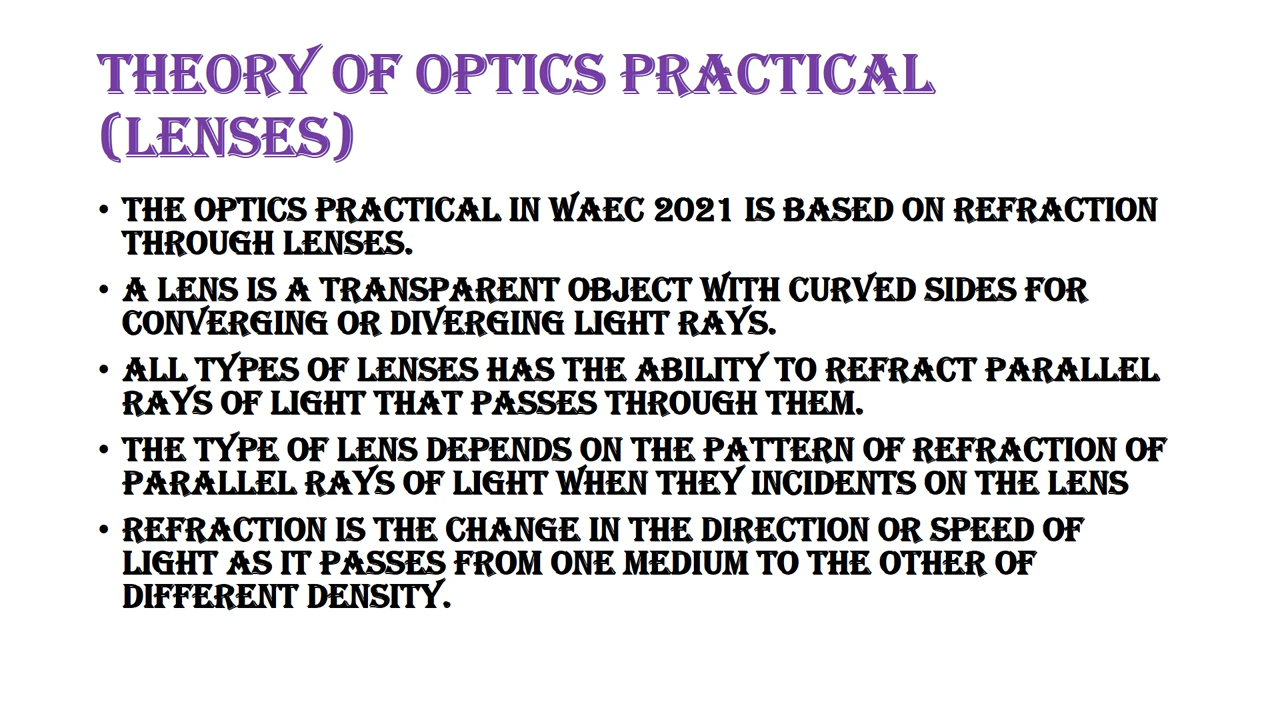 THEORY OF OPTICS PRACTICAL
(LENSES)
• THE OPTICS PRACTICAL IN WAEC 2021 IS BASED ON REFRACTION
THROUGH LENSES.
• A LENS IS A TRANSPARENT OBJECT WITH CURVED SIDES FOR
CONVERGING OR DIVERGING LIGHT RAYS.
• ALL TYPES OF LENSES HAS THE ABILITY TO REFRACT PARALLEL
RAYS OF LIGHT THAT PASSES THROUGH THEM.
• THE TYPE OF LENS DEPENDS ON THE PATTERN OF REFRACTION OF
PARALLEL RAYS OF LIGHT WHEN THEY INCIDENTS ON THE LENS
• REFRACTION IS THE CHANGE IN THE DIRECTION OR SPEED OF
LIGHT AS IT PASSES FROM ONE MEDIUM TO THE OTHER OF
DIFFERENT DENSITY.